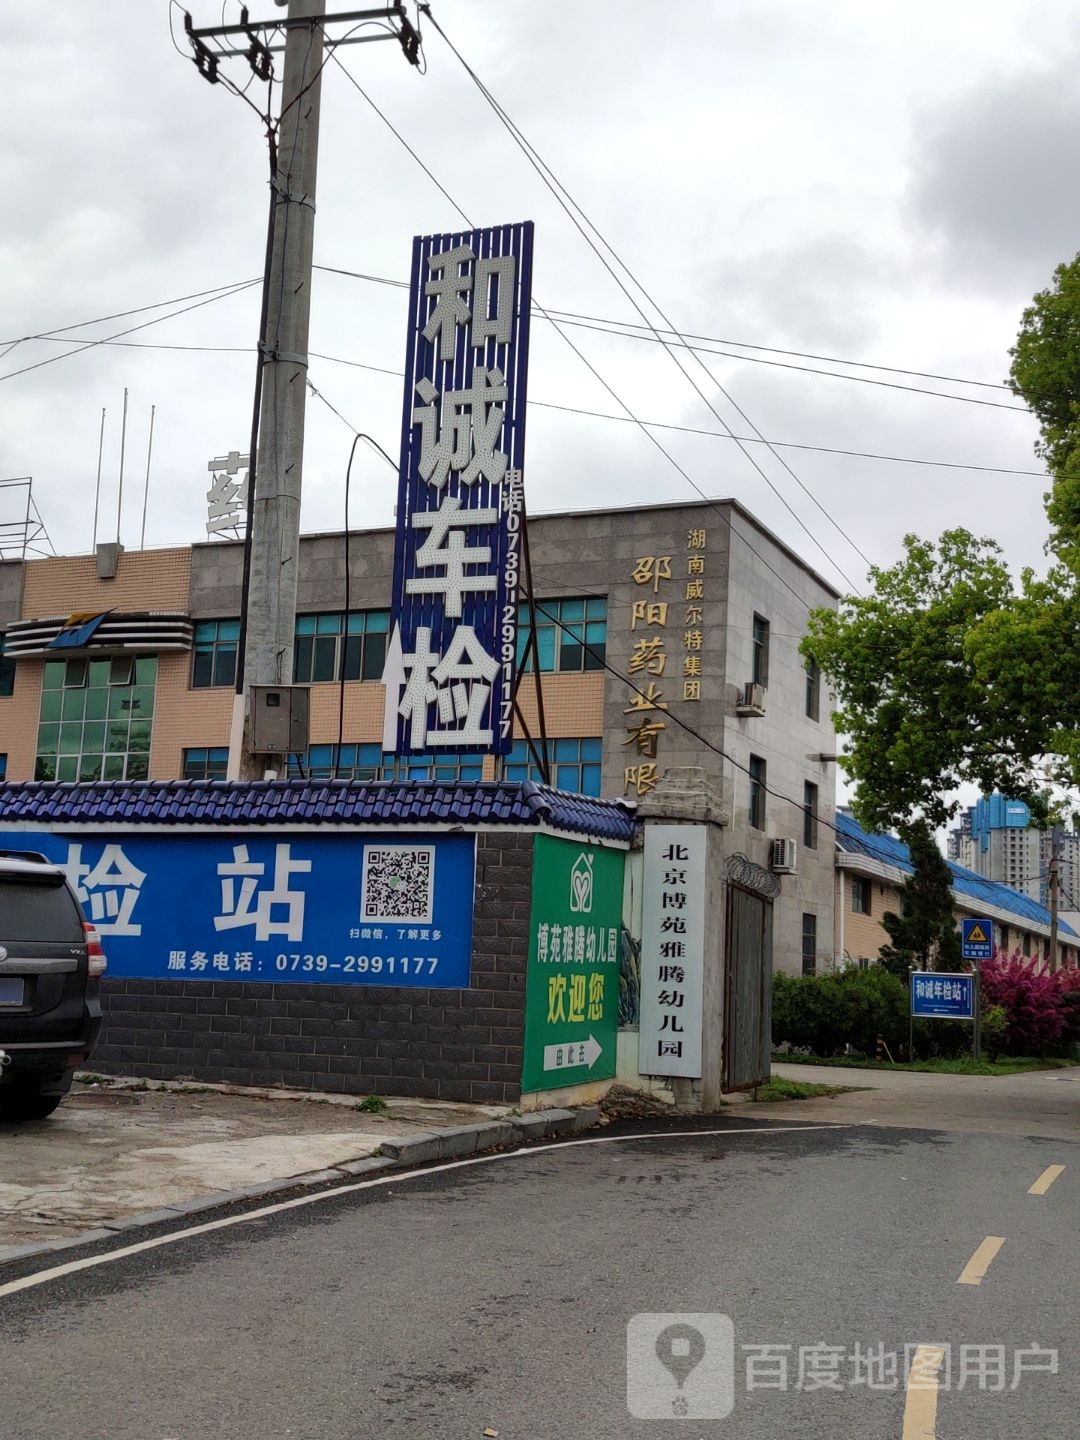 和诚车检
电话0739-2991177
药
湖南威尔特集团
邵阳药业有限
检站
扫微信，了解更多
服务电话：0739-2991177
博苑雅腾幼儿园
欢迎您
由此去
北京博苑雅腾幼儿园
和诚年检站
百度地图用户